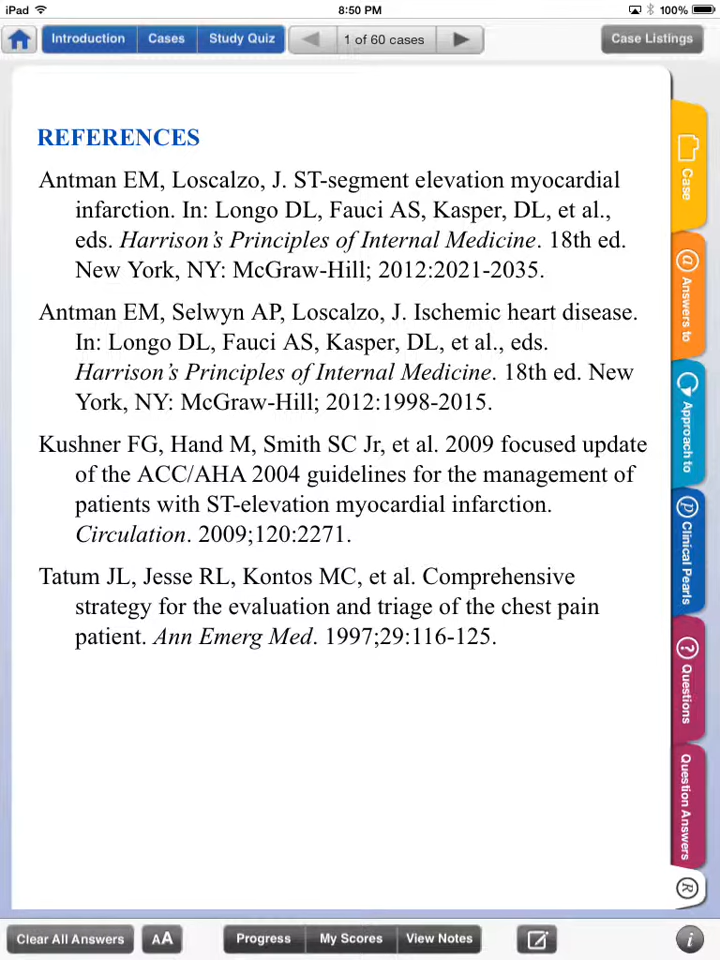 iPad 8:50 PM 100%
Introduction Cases Study Quiz 1 of 60 cases Case Listings
REFERENCES
Antman EM, Loscalzo, J. ST-segment elevation myocardial
infarction. In: Longo DL, Fauci AS, Kasper, DL, et al.,
eds. Harrison’s Principles of Internal Medicine. 18th ed.
New York, NY: McGraw-Hill; 2012:2021-2035.
Antman EM, Selwyn AP, Loscalzo, J. Ischemic heart disease.
In: Longo DL, Fauci AS, Kasper, DL, et al., eds.
Harrison’s Principles of Internal Medicine. 18th ed. New
York, NY: McGraw-Hill; 2012:1998-2015.
Kushner FG, Hand M, Smith SC Jr, et al. 2009 focused update
of the ACC/AHA 2004 guidelines for the management of
patients with ST-elevation myocardial infarction.
Circulation. 2009;120:2271.
Tatum JL, Jesse RL, Kontos MC, et al. Comprehensive
strategy for the evaluation and triage of the chest pain
patient. Ann Emerg Med. 1997;29:116-125.
Case
@ Answers to
Approach to
p Clinical Pearls
? Questions
Question Answers
R
Clear All Answers AA Progress My Scores View Notes i